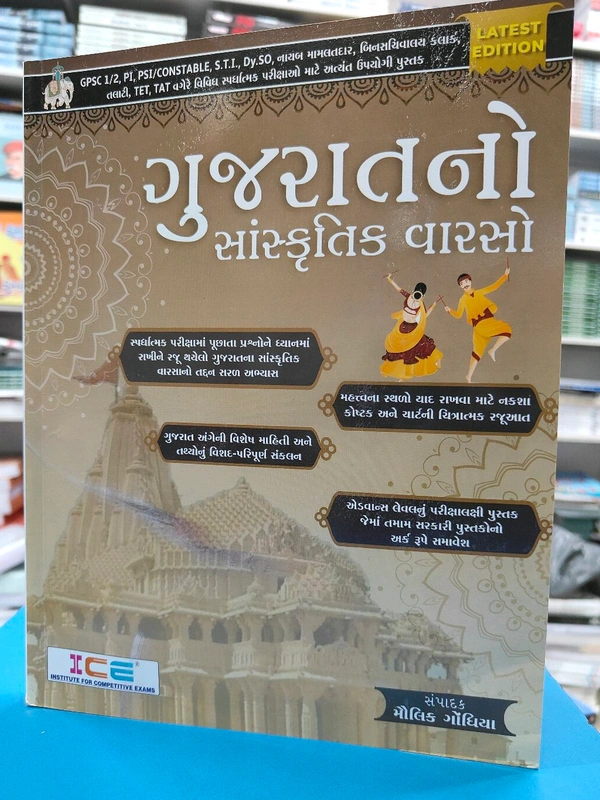 LATEST
EDITION
GPSC 1/2, PI, PSI/CONSTABLE, S.T.I., Dy.SO, નાયબ મામલતદાર, બિનસચિવાલય કલાર્ક,
તલાટી, TET, TAT વગેરે વિવિધ સ્પર્ધાત્મક પરીક્ષાઓ માટે અત્યંત ઉપયોગી પુસ્તક
ગુજરાતનો
સાંસ્કૃતિક વારસો
સ્પર્ધાત્મક પરીક્ષામાં પૂછાતા પ્રશ્નોને ધ્યાનમાં
રાખીને રજૂ થયેલો ગુજરાતના સાંસ્કૃતિક
વારસાનો તદ્દન સરળ અભ્યાસ
મહત્ત્વના સ્થળો યાદ રાખવા માટે નકશા
કોષ્ટક અને ચાર્ટની ચિત્રાત્મક રજૂઆત
ગુજરાત અંગેની વિશેષ માહિતી અને
તથ્યોનું વિશદ-પરિપૂર્ણ સંકલન
એડવાન્સ લેવલનું પરીક્ષાલક્ષી પુસ્તક
જેમાં તમામ સરકારી પુસ્તકોનો
અર્ક રૂપે સમાવેશ
ICE
INSTITUTE FOR COMPETITIVE EXAMS
સંપાદક
મૌલિક ગોંધિયા